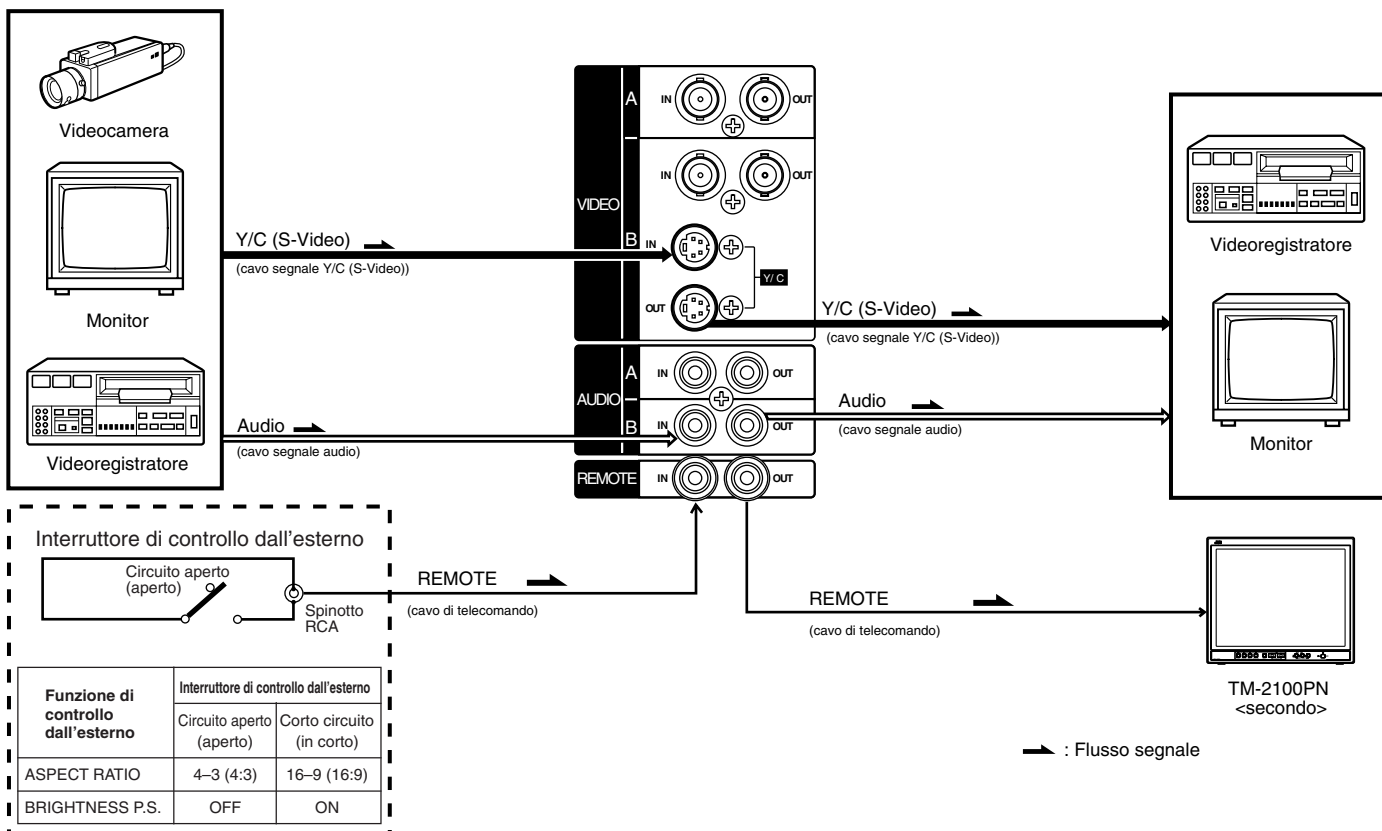 Videocamera
Monitor
Videoregistratore
Y/C (S-Video)
(cavo segnale Y/C (S-Video))
Audio
(cavo segnale audio)
VIDEO
A
IN
OUT
B
IN
OUT
IN
Y/C
OUT
AUDIO
A
IN
OUT
B
IN
OUT
REMOTE
IN
OUT
Y/C (S-Video)
(cavo segnale Y/C (S-Video))
Audio
(cavo segnale audio)
Videoregistratore
Monitor
Interruttore di controllo dall'esterno
Circuito aperto
(aperto)
Spinotto
RCA
REMOTE
(cavo di telecomando)
REMOTE
(cavo di telecomando)
TM-2100PN
<secondo>
: Flusso segnale
Funzione di
controllo
dall'esterno
Interruttore di controllo dall'esterno
Circuito aperto
(aperto)
Corto circuito
(in corto)
ASPECT RATIO
4–3 (4:3)
16–9 (16:9)
BRIGHTNESS P.S.
OFF
ON